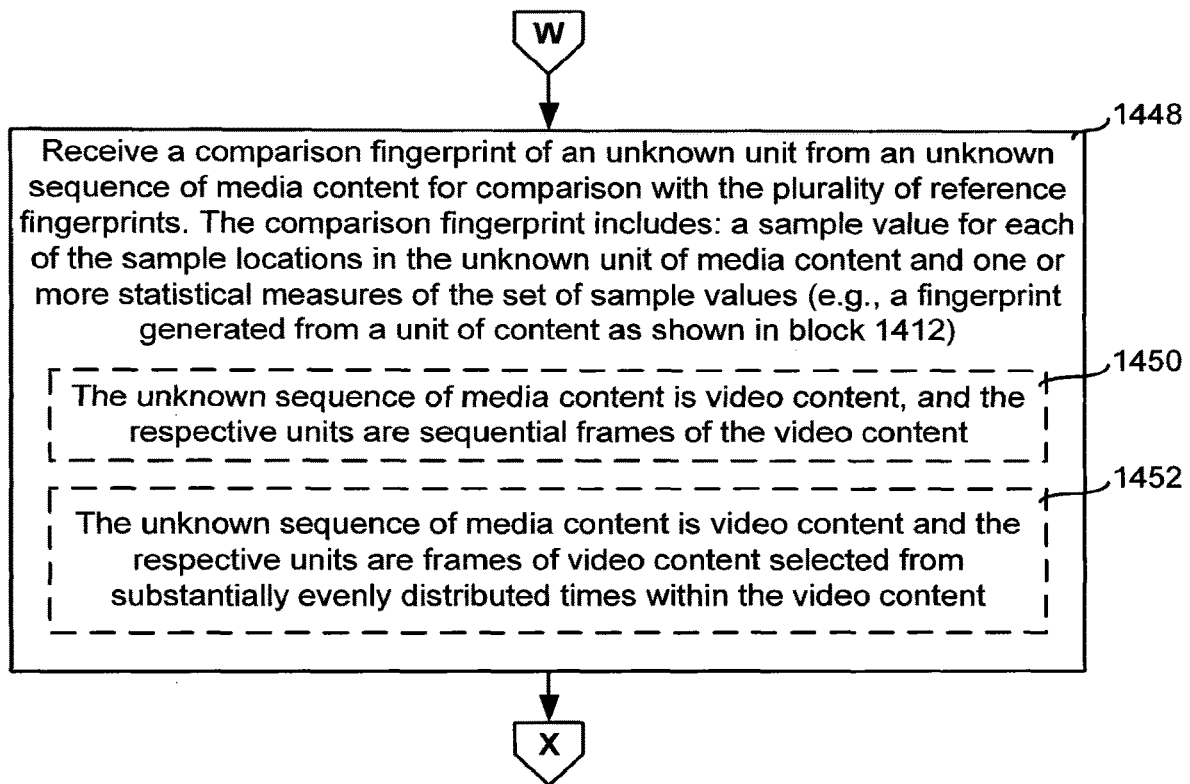 W
1448
Receive a comparison fingerprint of an unknown unit from an unknown
sequence of media content for comparison with the plurality of reference
fingerprints. The comparison fingerprint includes: a sample value for each
of the sample locations in the unknown unit of media content and one or
more statistical measures of the set of sample values (e.g., a fingerprint
generated from a unit of content as shown in block 1412)
1450
The unknown sequence of media content is video content, and the
respective units are sequential frames of the video content
1452
The unknown sequence of media content is video content and the
respective units are frames of video content selected from
substantially evenly distributed times within the video content
X